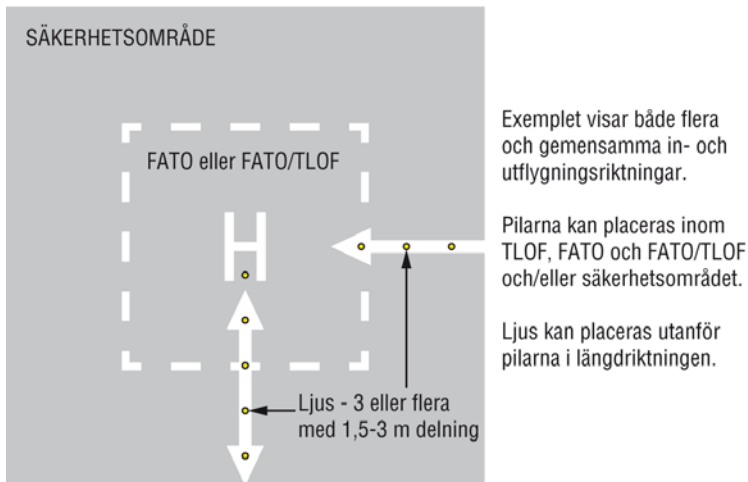 SÄKERHETSOMRÅDE
FATO eller FATO/TLOF
H
Ljus - 3 eller flera
med 1,5-3 m delning
Exemplet visar både flera
och gemensamma in- och
utflygningsriktningar.
Pilarna kan placeras inom
TLOF, FATO och FATO/TLOF
och/eller säkerhetsområdet.
Ljus kan placeras utanför
pilarna i längdriktningen.